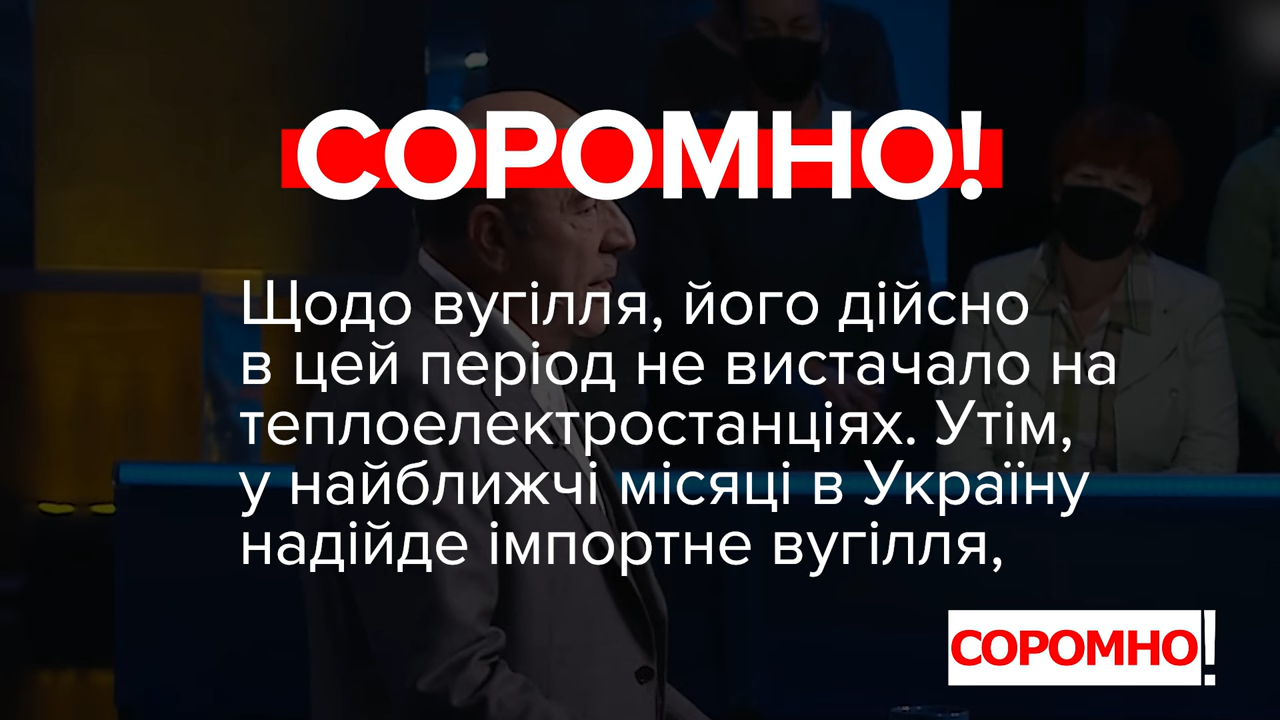 СОРОМНО!
Щодо вугілля, його дійсно
в цей період не вистачало на
теплоелектростанціях. Утім,
у найближчі місяці в Україну
надійде імпортне вугілля,
СОРОМНО!